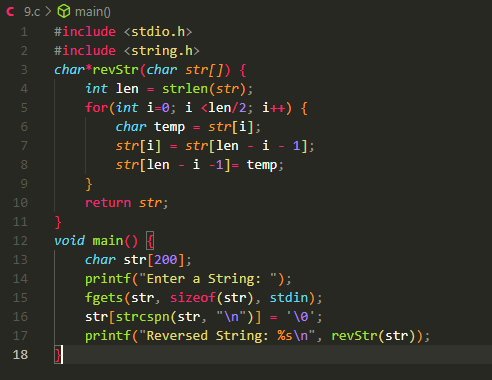 C 9.c > main()
1 #include <stdio.h>
2 #include <string.h>
3 char*revStr(char str[]) {
4     int len = strlen(str);
5     for(int i=0; i <len/2; i++) {
6         char temp = str[i];
7         str[i] = str[len - i - 1];
8         str[len - i -1]= temp;
9     }
10     return str;
11 }
12 void main() {
13     char str[200];
14     printf("Enter a String: ");
15     fgets(str, sizeof(str), stdin);
16     str[strcspn(str, "\n")] = '\0';
17     printf("Reversed String: %s\n", revStr(str));
18 }